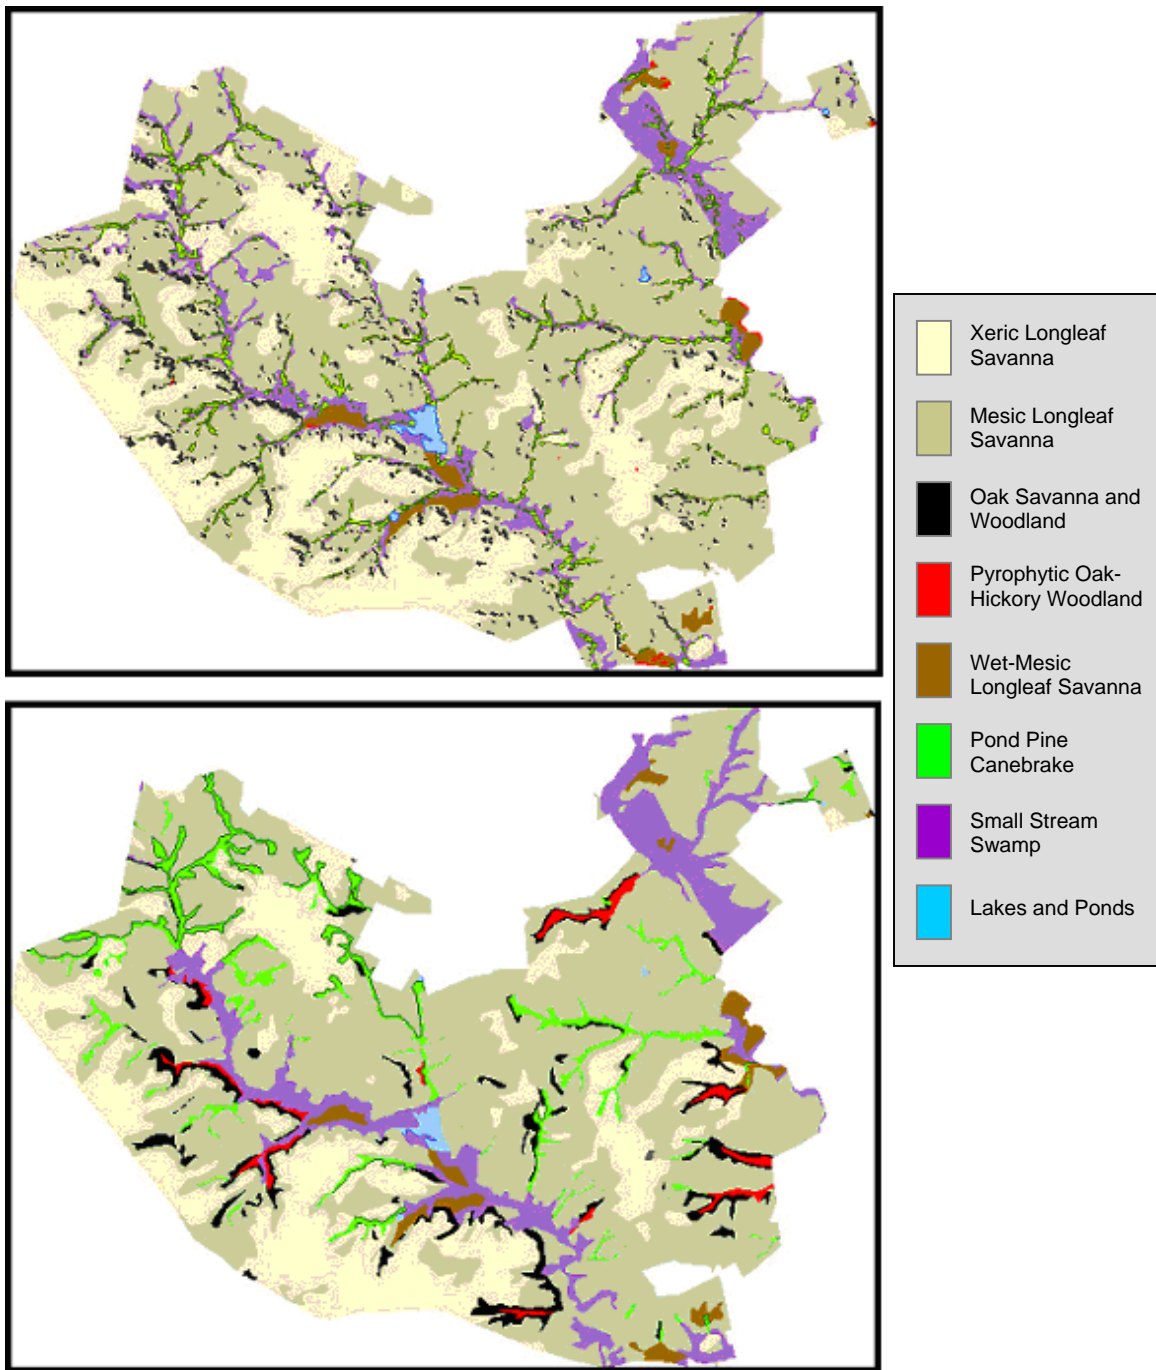 Xeric Longleaf
Savanna
Mesic Longleaf
Savanna
Oak Savanna and
Woodland
Pyrophytic Oak-
Hickory Woodland
Wet-Mesic
Longleaf Savanna
Pond Pine
Canebrake
Small Stream
Swamp
Lakes and Ponds